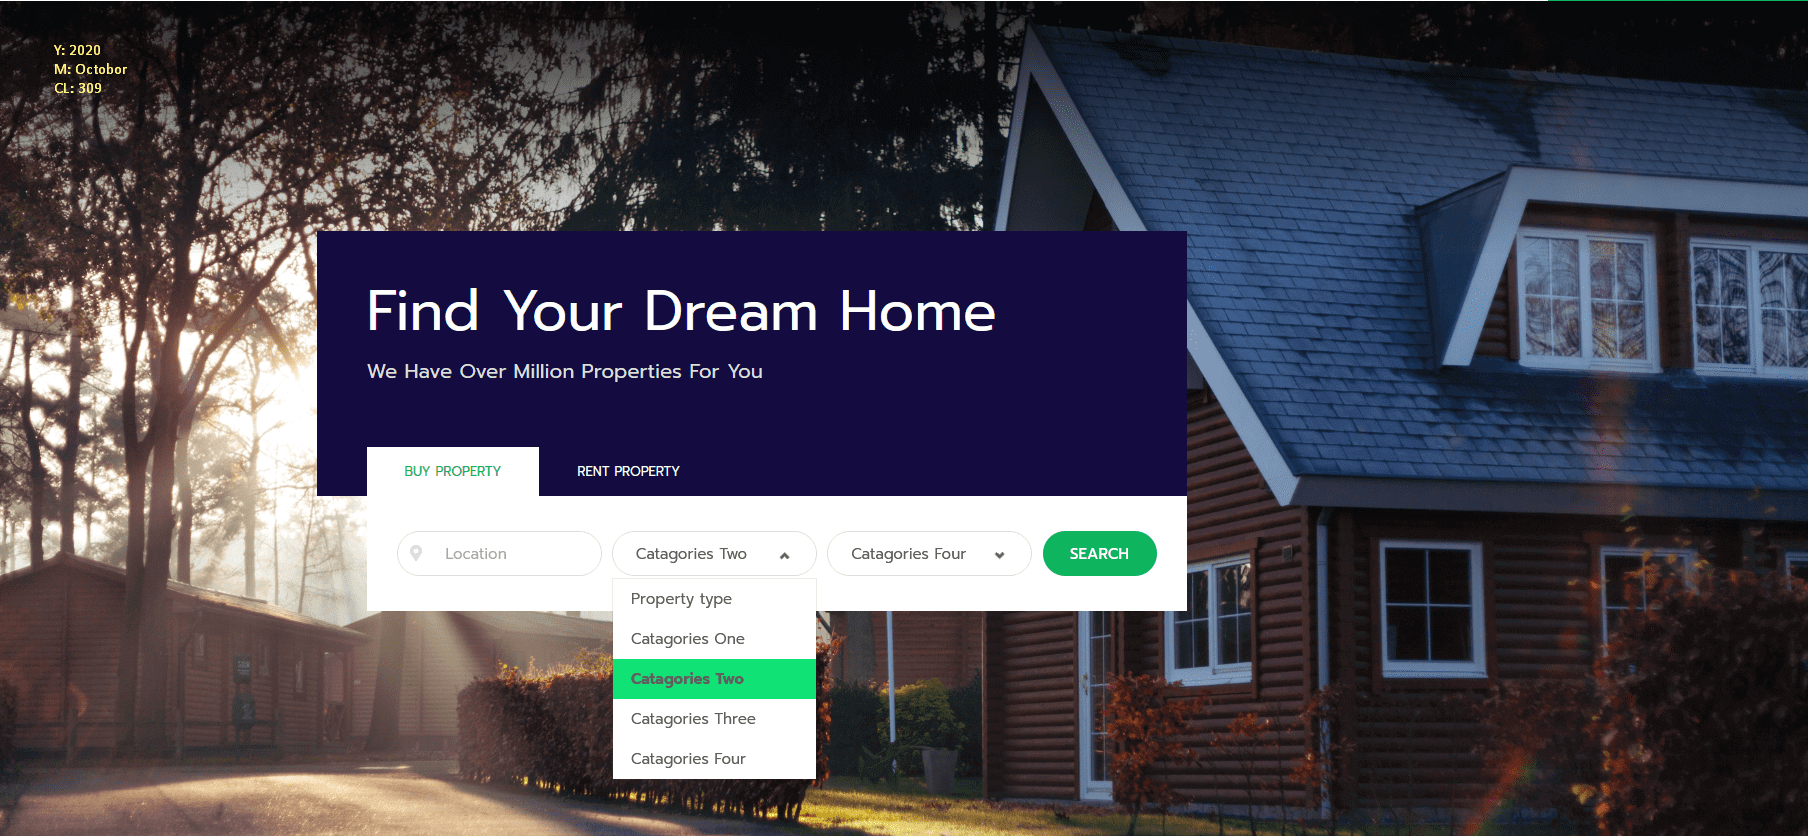 Y: 2020
M: Octobor
CL: 309
Find Your Dream Home
We Have Over Million Properties For You
BUY PROPERTY RENT PROPERTY
Location Catagories Two Catagories Four SEARCH
Property type
Catagories One
Catagories Two
Catagories Three
Catagories Four